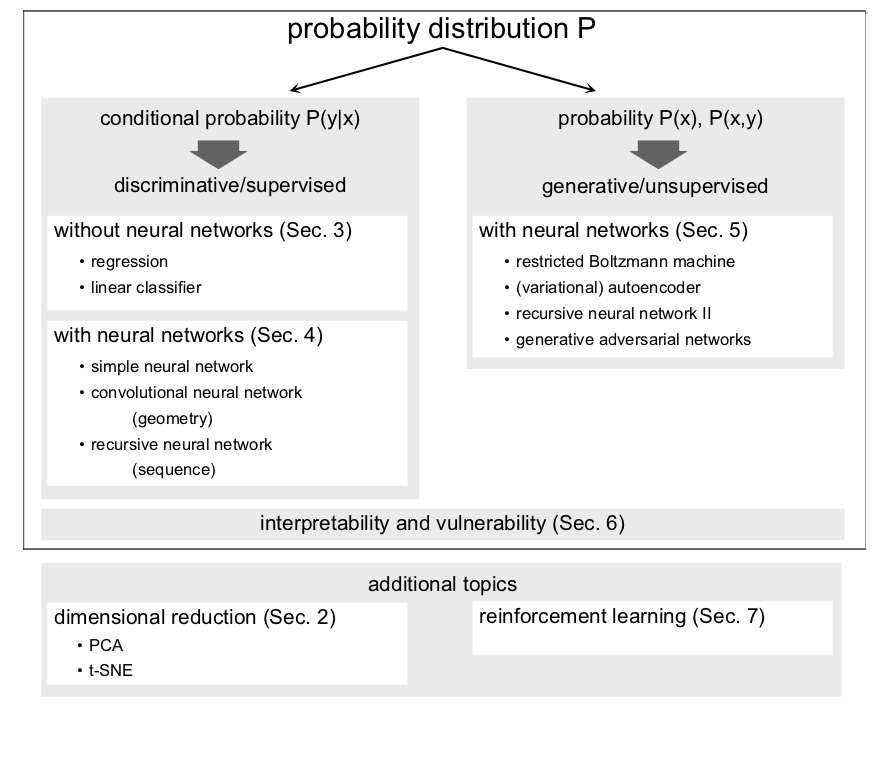 probability distribution P
conditional probability P(y|x)
discriminative/supervised
without neural networks (Sec. 3)
• regression
• linear classifier
with neural networks (Sec. 4)
• simple neural network
• convolutional neural network
(geometry)
• recursive neural network
(sequence)
probability P(x), P(x,y)
generative/unsupervised
with neural networks (Sec. 5)
• restricted Boltzmann machine
• (variational) autoencoder
• recursive neural network II
• generative adversarial networks
interpretability and vulnerability (Sec. 6)
additional topics
dimensional reduction (Sec. 2)
• PCA
• t-SNE
reinforcement learning (Sec. 7)